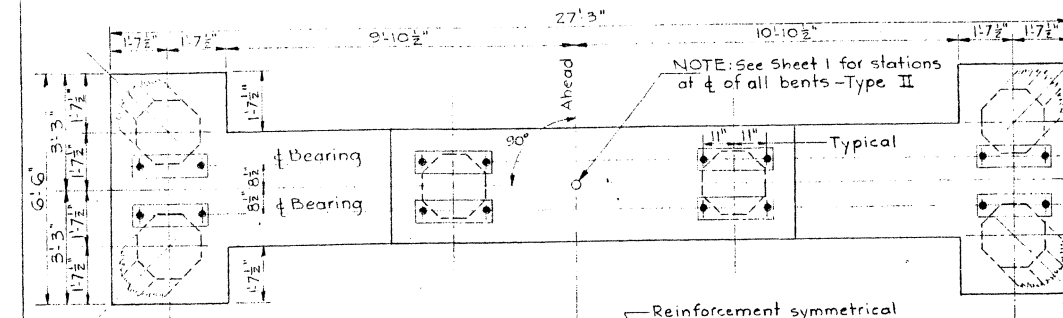 27'-3"
1'-7½" 1'-7½" 9'-10½" 10'-10½" 1'-7½" 1'-7½"
NOTE: See Sheet 1 for stations
at ℄ of all bents - Type II
Ahead
90°
11" 11"
Typical
6'-6"
3'-3"
3'-3"
1'-7½"
1'-7½"
1'-7½"
1'-7½"
1'-7½"
℄ Bearing
8½" 8½"
℄ Bearing
1'-7½"
Reinforcement symmetrical